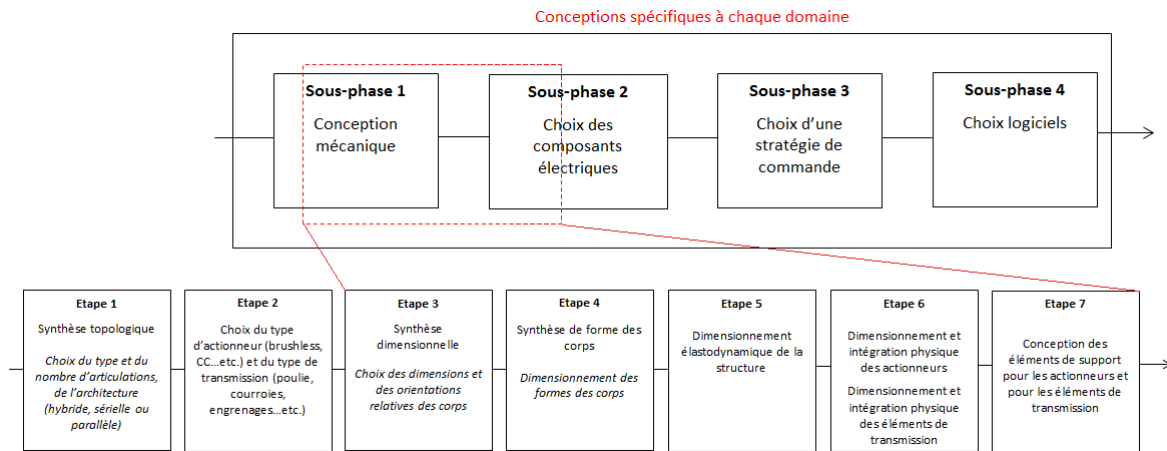 Conceptions spécifiques à chaque domaine
Sous-phase 1
Conception
mécanique
Sous-phase 2
Choix des
composants
électriques
Sous-phase 3
Choix d’une
stratégie de
commande
Sous-phase 4
Choix logiciels
Etape 1
Synthèse topologique
Choix du type et du
nombre d’articulations,
de l’architecture
(hybride, sérielle ou
parallèle)
Etape 2
Choix du type
d’actionneur (brushless,
CC...etc.) et du type de
transmission (poulie,
courroies,
engrenages...etc.)
Etape 3
Synthèse
dimensionnelle
Choix des dimensions et
des orientations
relatives des corps
Etape 4
Synthèse de forme des
corps
Dimensionnement des
formes des corps
Etape 5
Dimensionnement
élastodynamique de la
structure
Etape 6
Dimensionnement et
intégration physique
des actionneurs
Dimensionnement et
intégration physique
des éléments de
transmission
Etape 7
Conception des
éléments de support
pour les actionneurs et
pour les éléments de
transmission